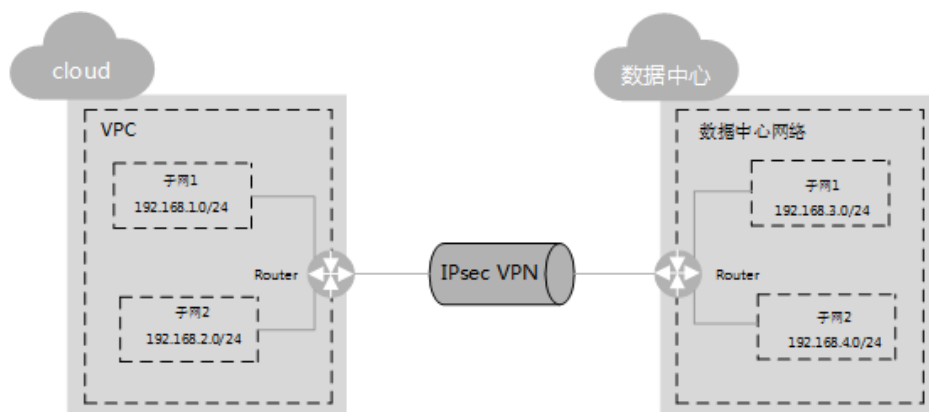 cloud
VPC
子网1
192.168.1.0/24
Router
子网2
192.168.2.0/24
IPsec VPN
数据中心
数据中心网络
子网1
192.168.3.0/24
Router
子网2
192.168.4.0/24